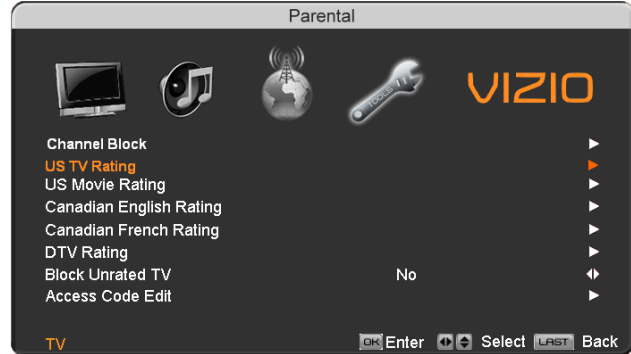 Parental
TOOLS
VIZIO
Channel Block
US TV Rating
US Movie Rating
Canadian English Rating
Canadian French Rating
DTV Rating
Block Unrated TV No
Access Code Edit
TV OK Enter Select LAST Back